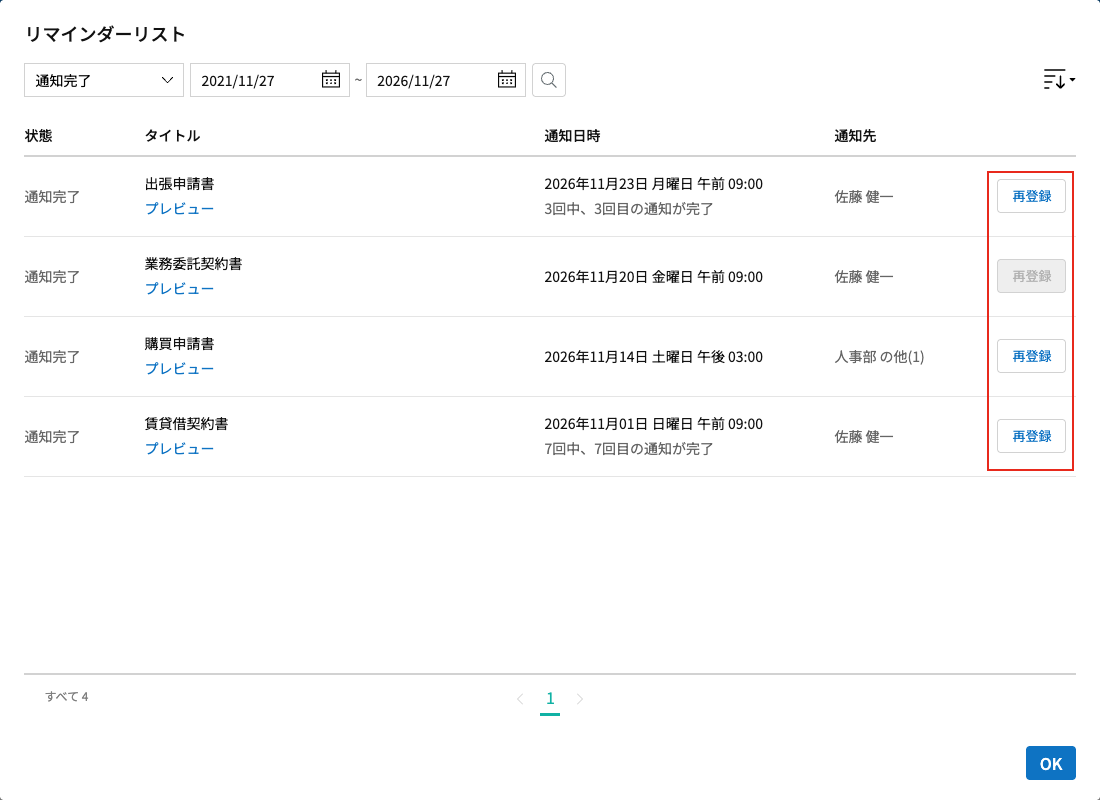 リマインダーリスト
通知完了 2021/11/27 ~ 2026/11/27
状態 タイトル 通知日時 通知先
通知完了 出張申請書 2026年11月23日 月曜日 午前 09:00 佐藤 健一 再登録
プレビュー 3回中、3回目の通知が完了
通知完了 業務委託契約書 2026年11月20日 金曜日 午前 09:00 佐藤 健一 再登録
プレビュー
通知完了 購買申請書 2026年11月14日 土曜日 午後 03:00 人事部 の他(1) 再登録
プレビュー
通知完了 賃貸借契約書 2026年11月01日 日曜日 午前 09:00 佐藤 健一 再登録
プレビュー 7回中、7回目の通知が完了
すべて 4 1
OK